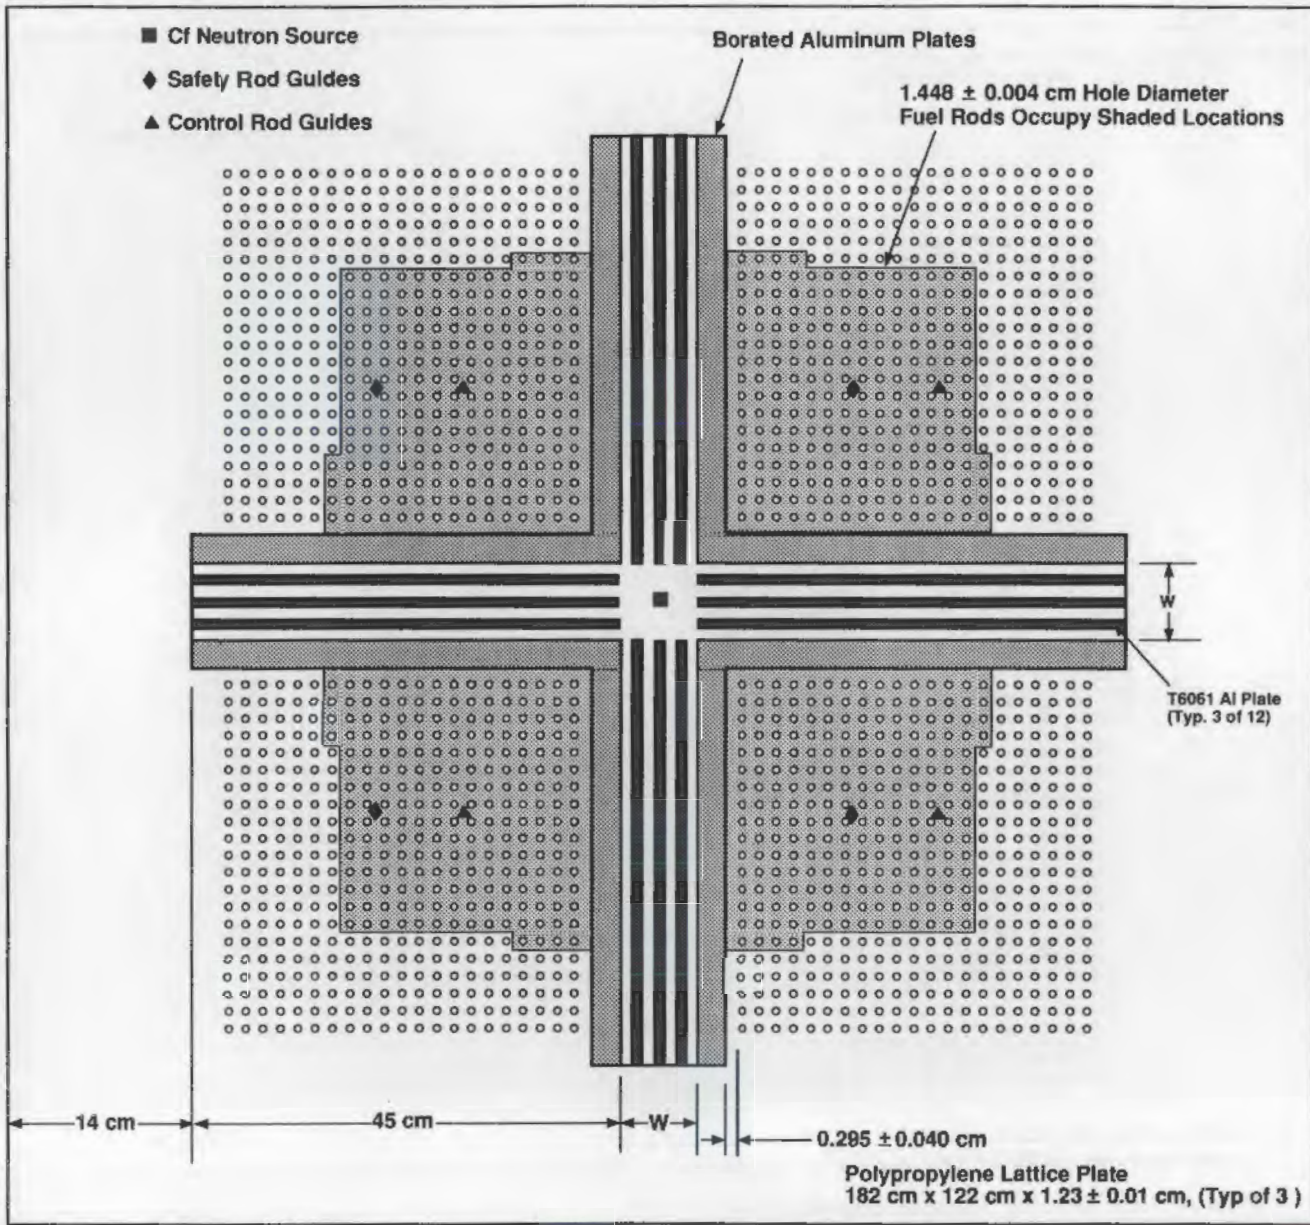 Cf Neutron Source
Safety Rod Guides
Control Rod Guides
Borated Aluminum Plates
1.448 ± 0.004 cm Hole Diameter
Fuel Rods Occupy Shaded Locations
W
T6061 Al Plate
(Typ. 3 of 12)
14 cm
45 cm
W
0.295 ± 0.040 cm
Polypropylene Lattice Plate
182 cm x 122 cm x 1.23 ± 0.01 cm, (Typ of 3 )